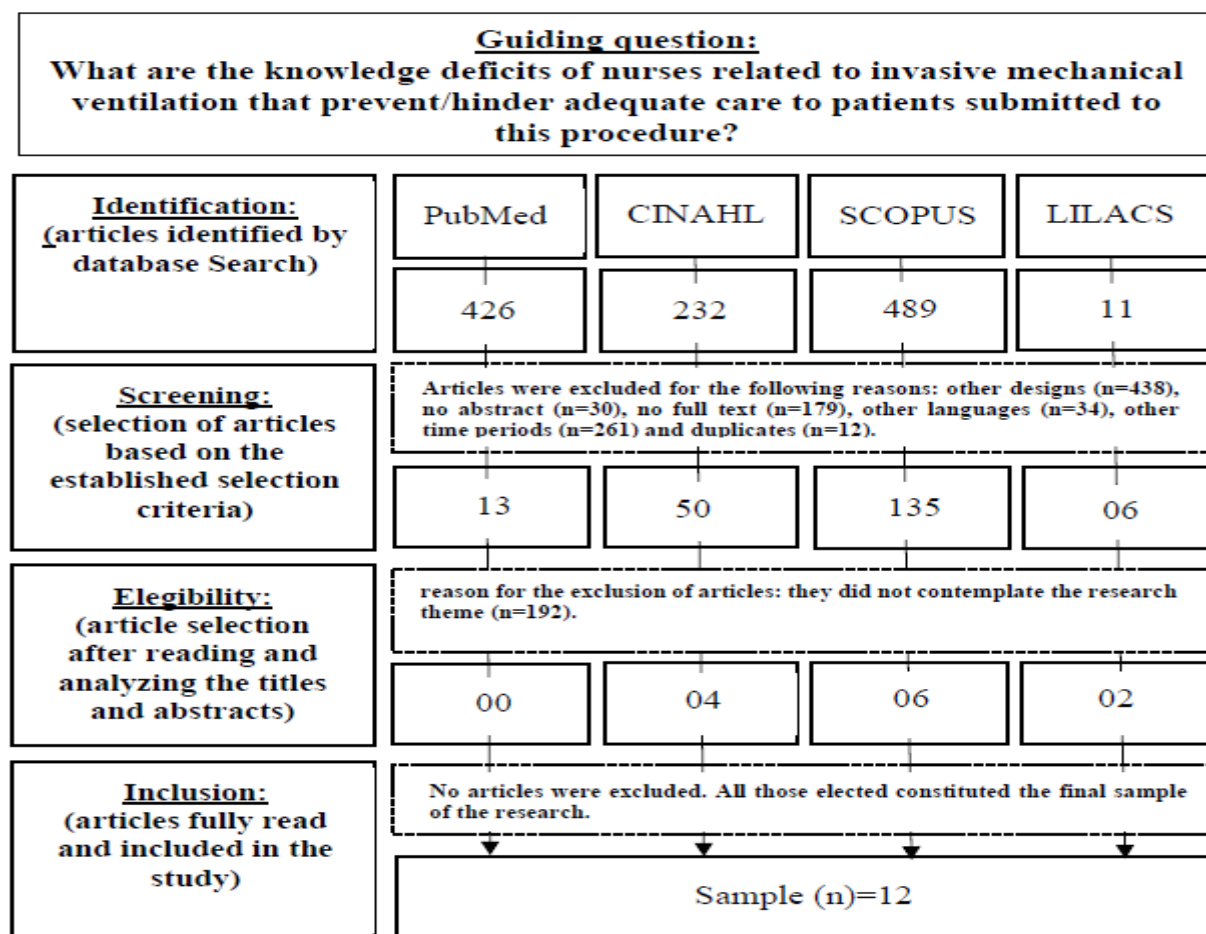 Guiding question:
What are the knowledge deficits of nurses related to invasive mechanical
ventilation that prevent/hinder adequate care to patients submitted to
this procedure?
Identification:
(articles identified by
database Search)
PubMed
CINAHL
SCOPUS
LILACS
426
232
489
11
Screening:
(selection of articles
based on the
established selection
criteria)
Articles were excluded for the following reasons: other designs (n=438),
no abstract (n=30), no full text (n=179), other languages (n=34), other
time periods (n=261) and duplicates (n=12).
13
50
135
06
Elegibility:
(article selection
after reading and
analyzing the titles
and abstracts)
reason for the exclusion of articles: they did not contemplate the research
theme (n=192).
00
04
06
02
Inclusion:
(articles fully read
and included in the
study)
No articles were excluded. All those elected constituted the final sample
of the research.
Sample (n)=12